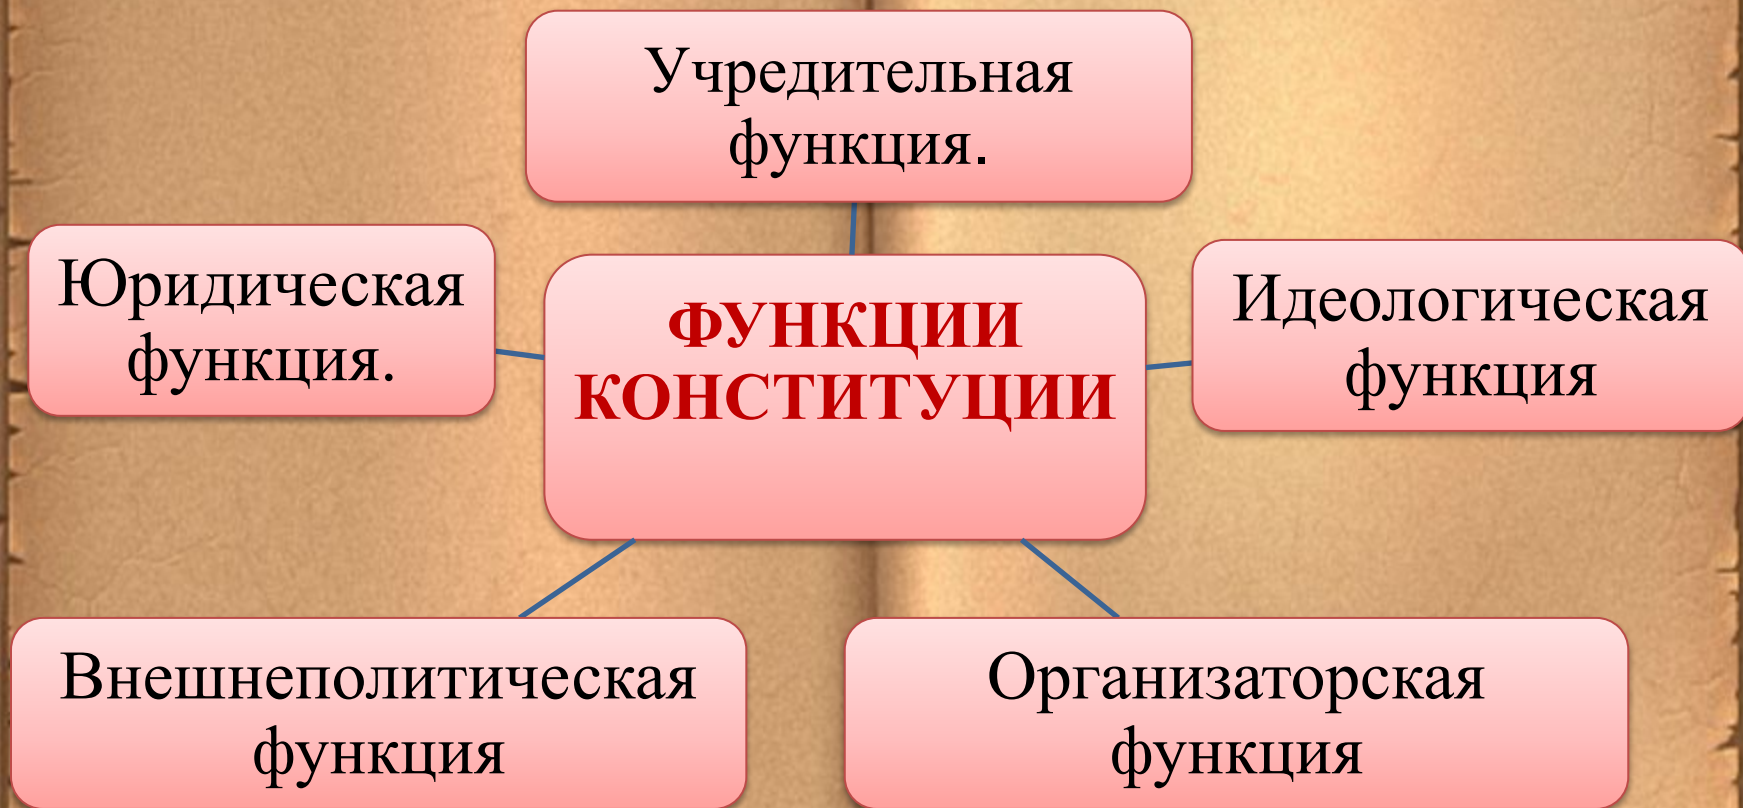 Учредительная
функция.
Юридическая
функция.
ФУНКЦИИ
КОНСТИТУЦИИ
Идеологическая
функция
Внешнеполитическая
функция
Организаторская
функция